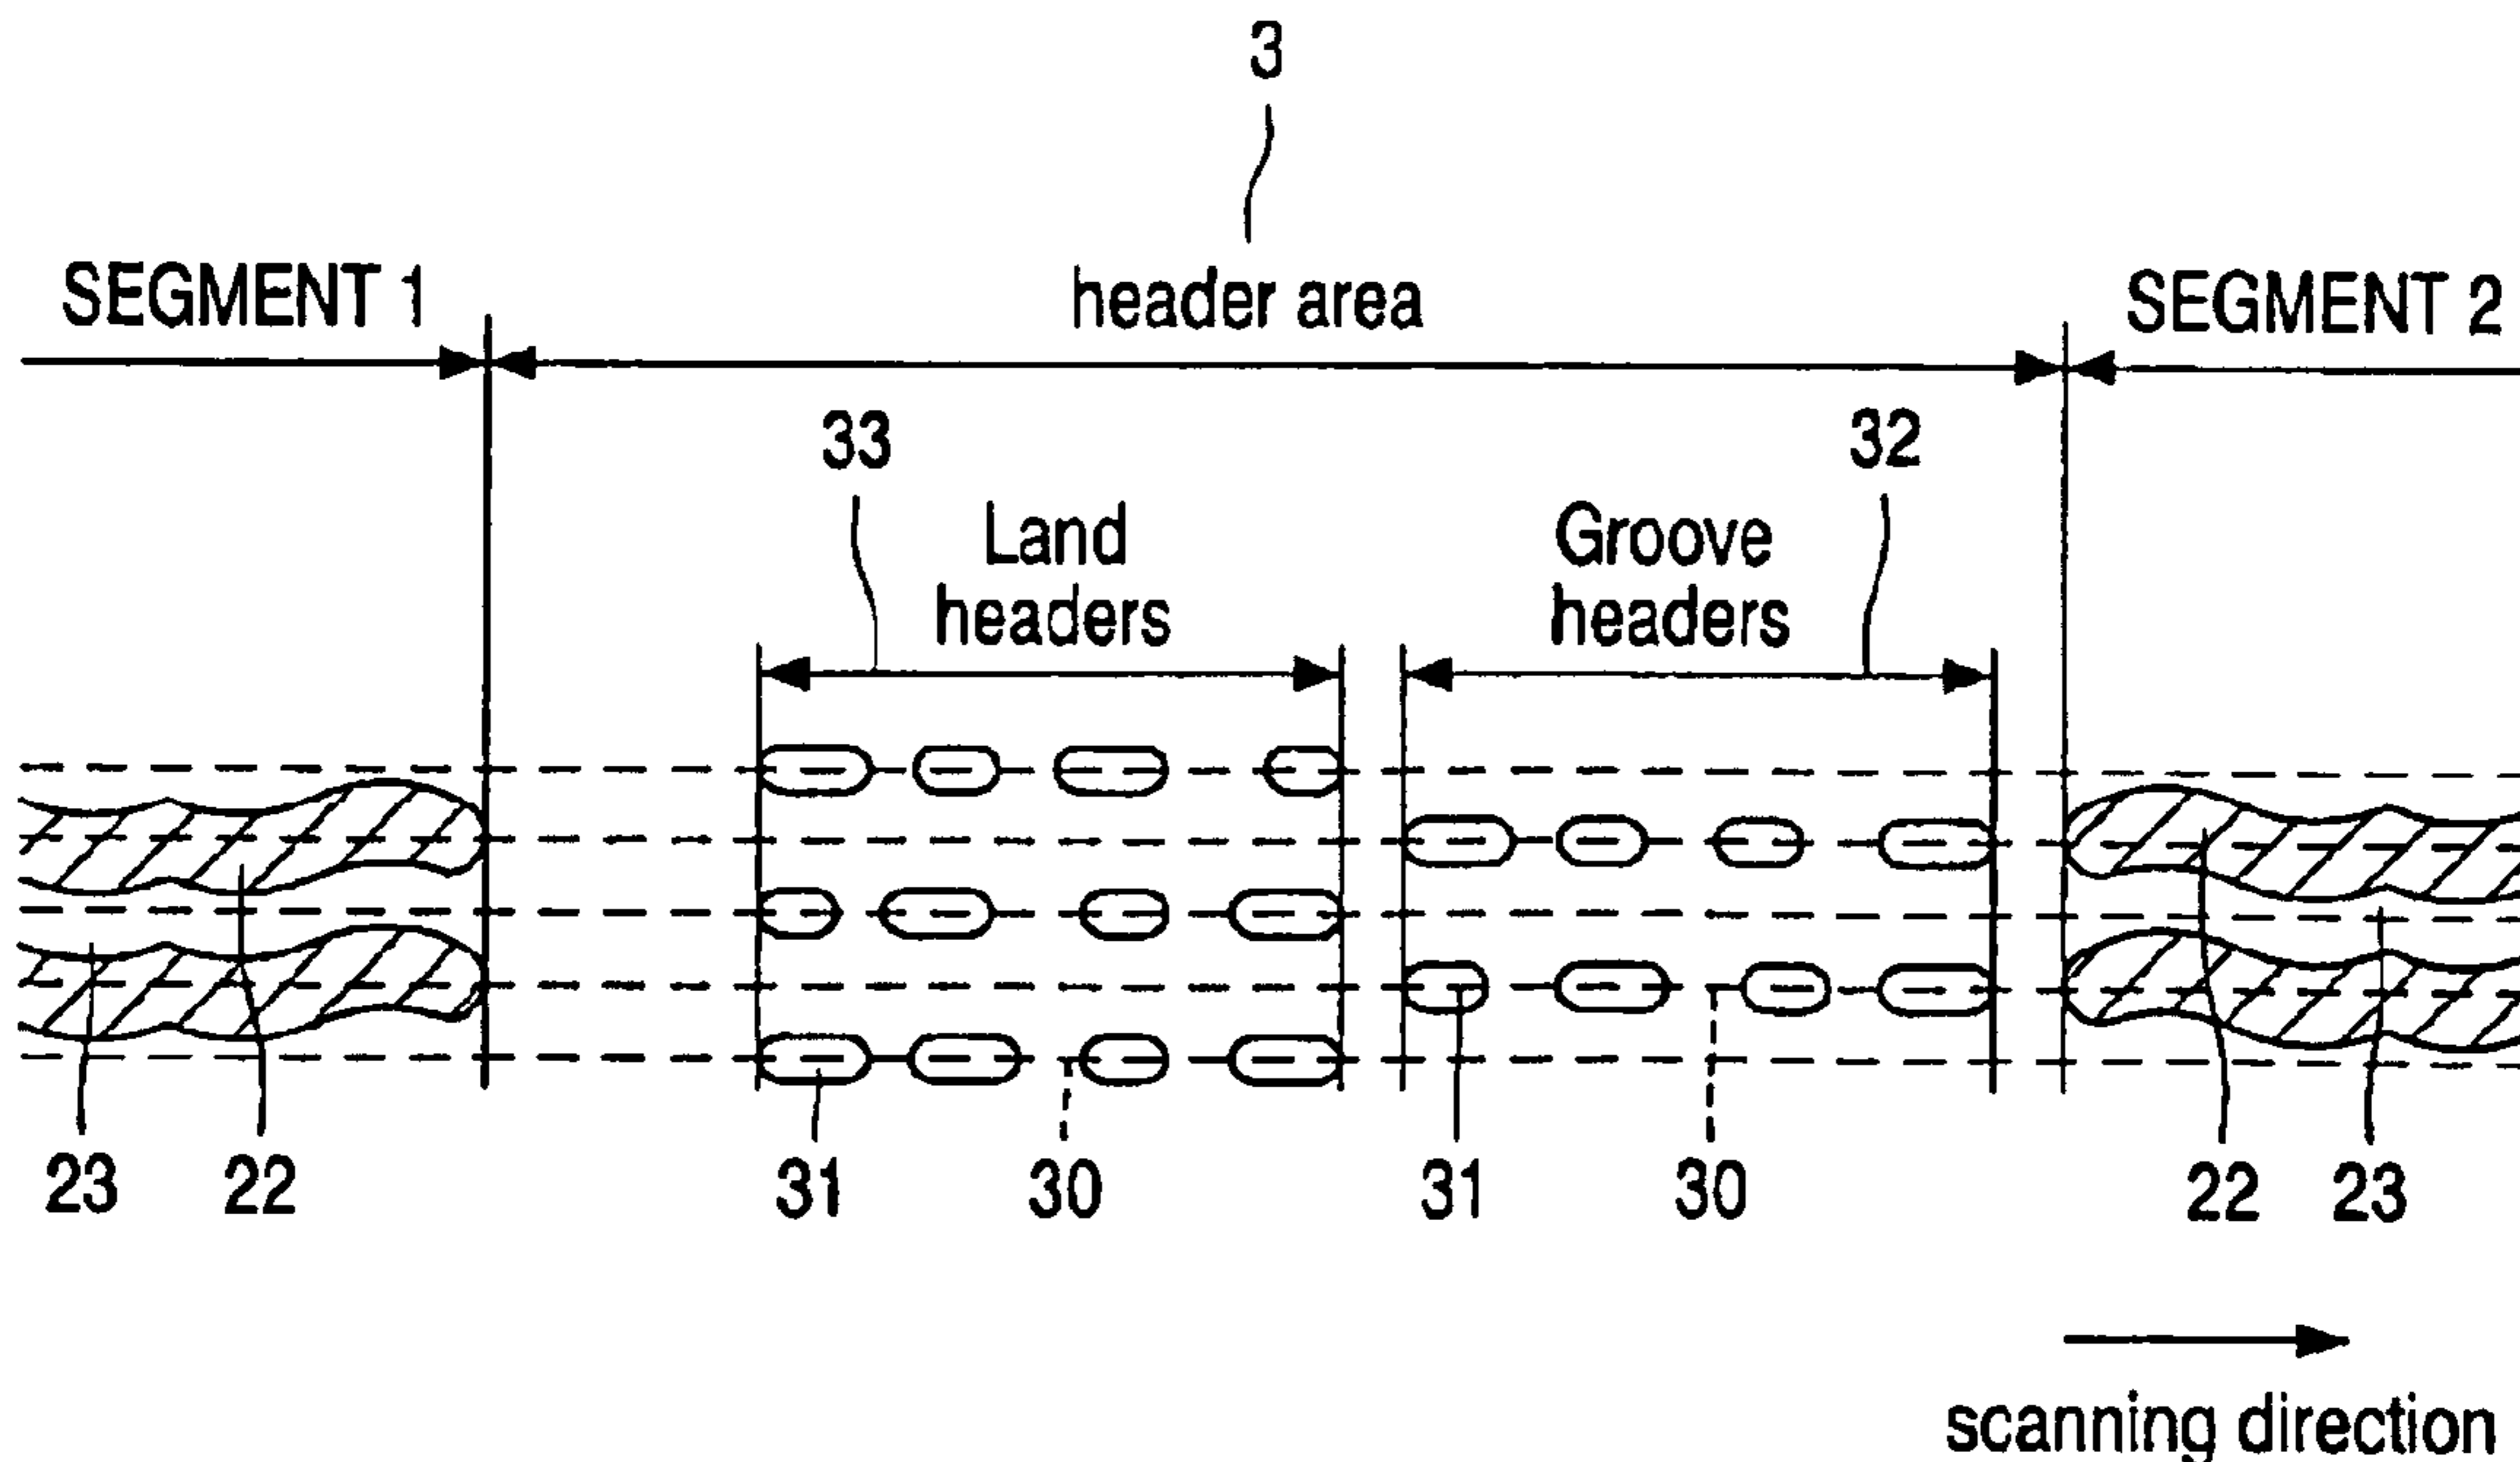 3
SEGMENT 1
header area
SEGMENT 2
33
32
Land
headers
Groove
headers
23
22
31
30
31
30
22
23
scanning direction